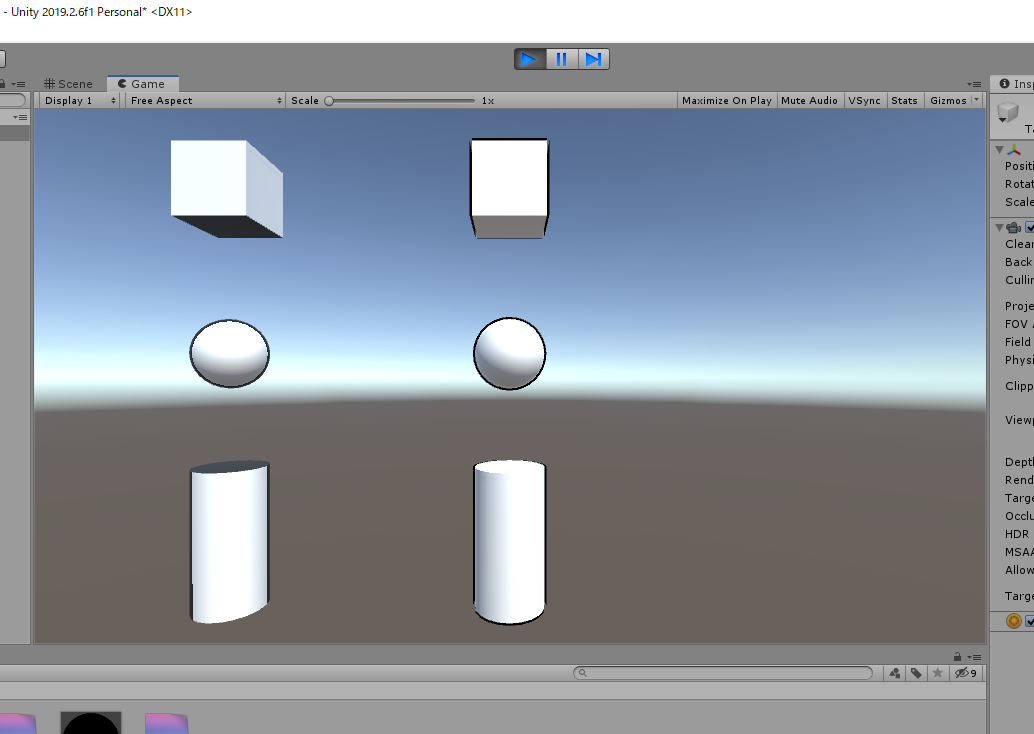 - Unity 2019.2.6f1 Personal* <DX11>
Scene Game
Display 1 Free Aspect Scale 1x Maximize On Play Mute Audio VSync Stats Gizmos
Insp
Ta
Positi
Rotat
Scale
Clear
Back
Cullin
Proje
FOV A
Field
Physi
Clipp
Viewp
Depth
Rend
Targe
Occlu
HDR
MSAA
Allow
Targe
9